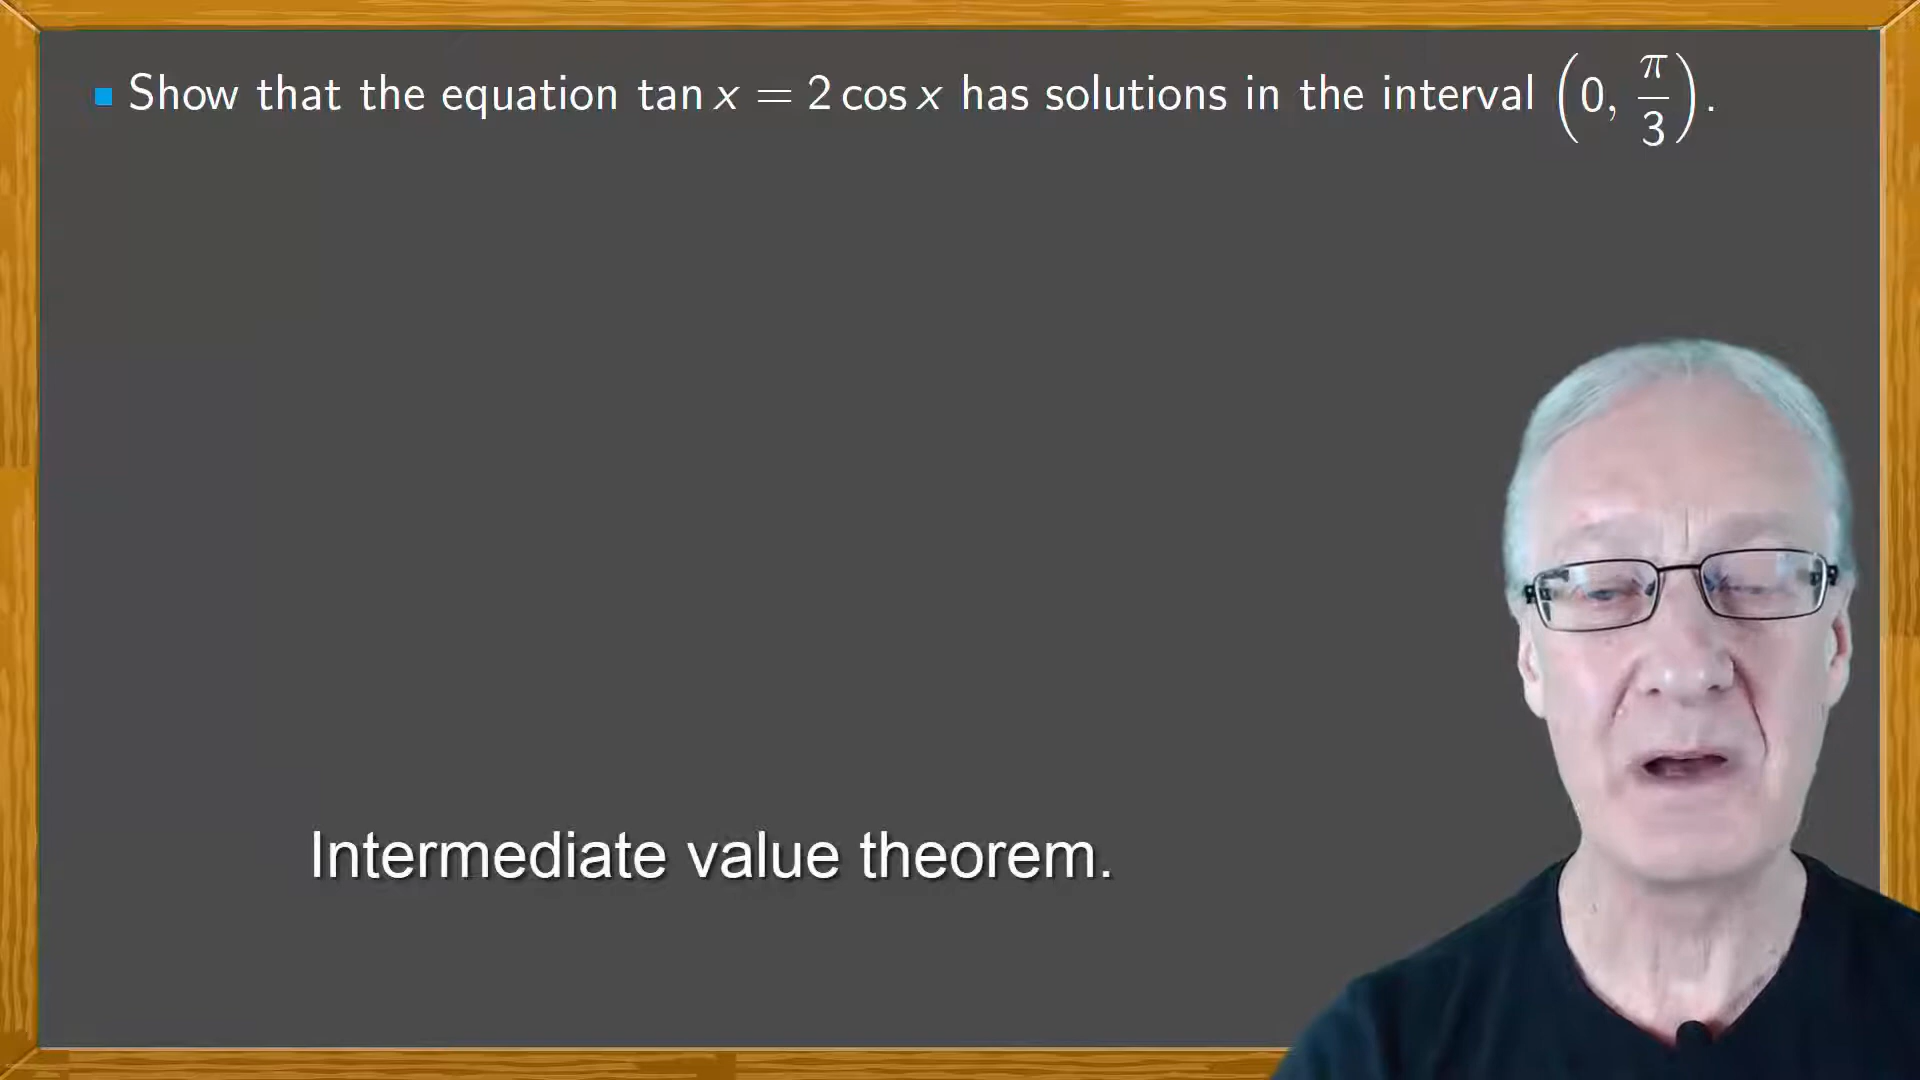 Show that the equation tan x = 2 cos x has solutions in the interval (0, π/3).
Intermediate value theorem.